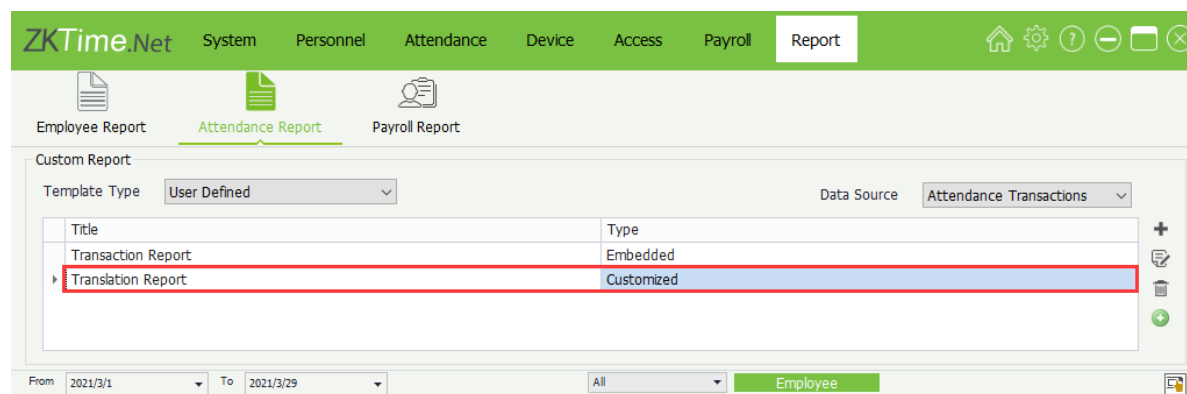 ZKTime.Net System Personnel Attendance Device Access Payroll Report
Employee Report Attendance Report Payroll Report
Custom Report
Template Type User Defined Data Source Attendance Transactions
Title Type
Transaction Report Embedded
Translation Report Customized
From 2021/3/1 To 2021/3/29 All Employee